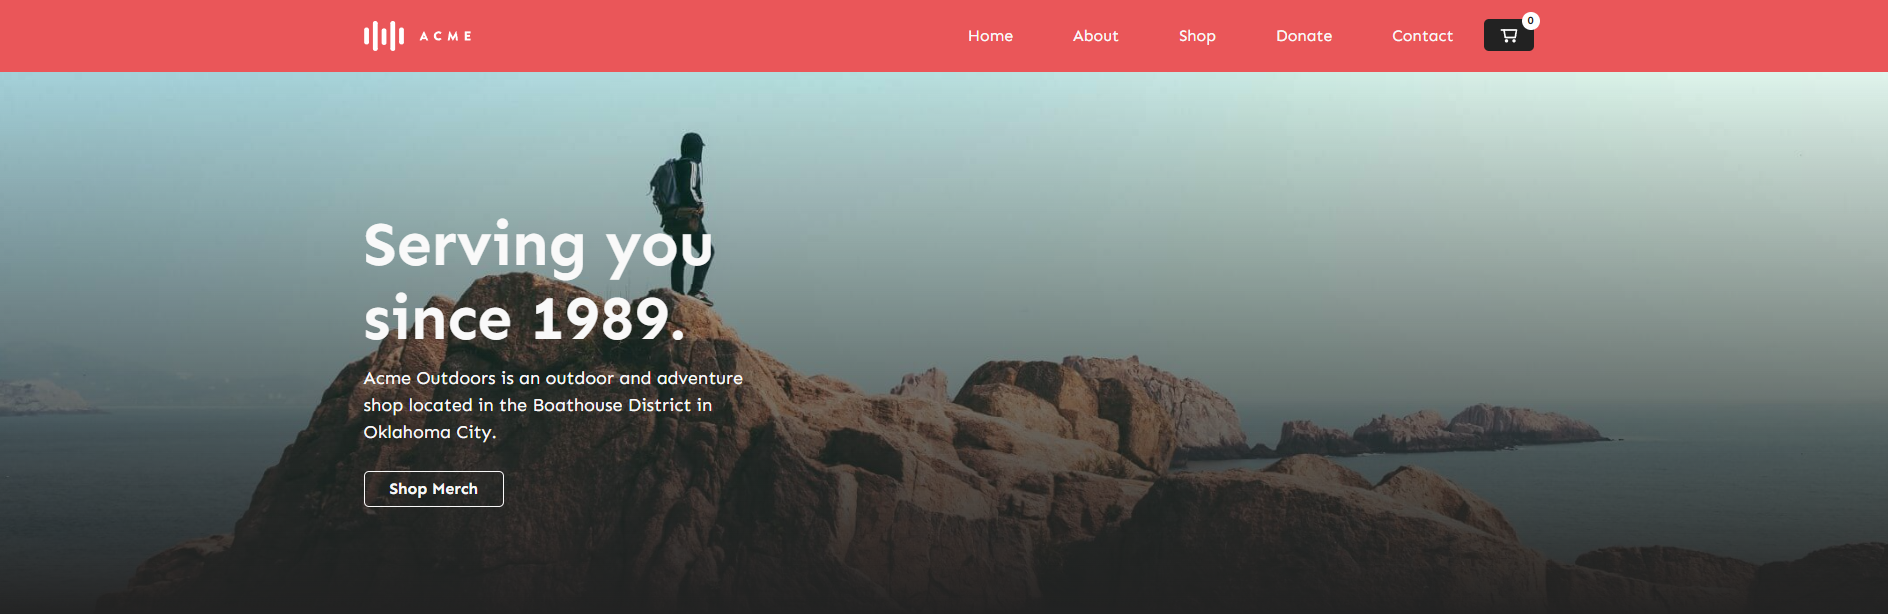 ACME
Home
About
Shop
Donate
Contact
0
Serving you
since 1989.
Acme Outdoors is an outdoor and adventure
shop located in the Boathouse District in
Oklahoma City.
Shop Merch